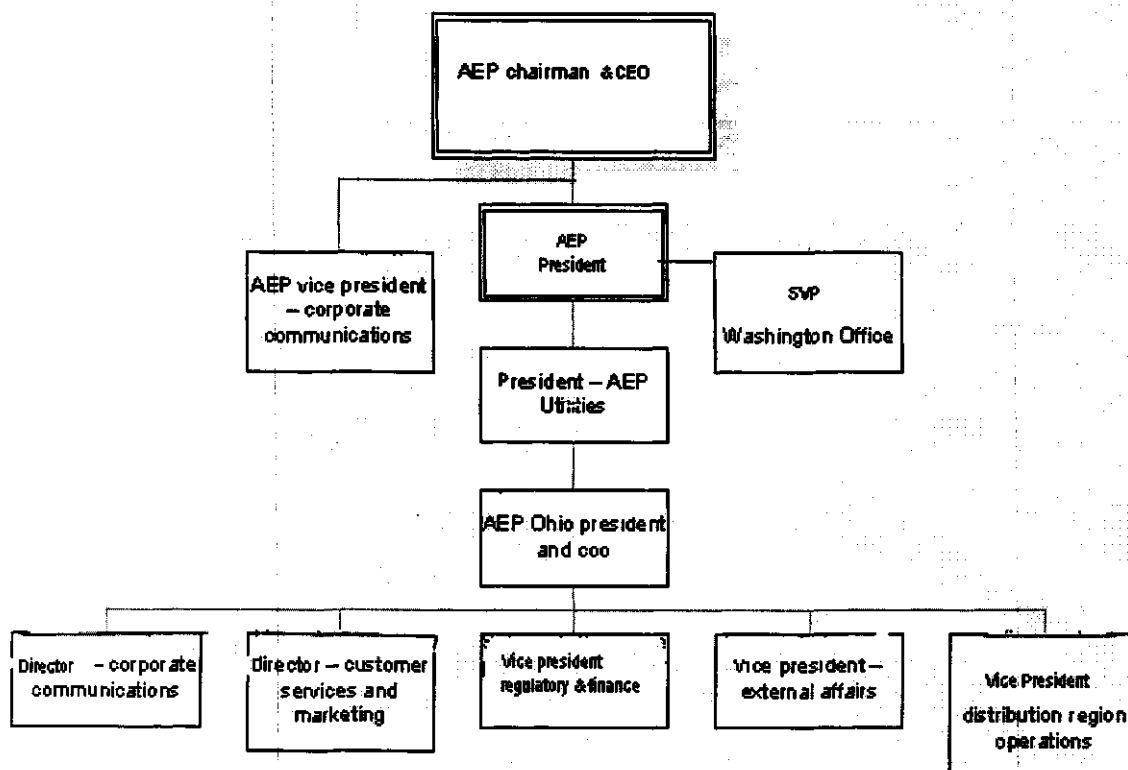 AEP chairman & CEO
AEP
President
AEP vice president
– corporate
communications
SVP
Washington Office
President – AEP
Utilities
AEP Ohio president
and coo
Director – corporate
communications
Director – customer
services and
marketing
Vice president
regulatory & finance
Vice president –
external affairs
Vice President
distribution region
operations